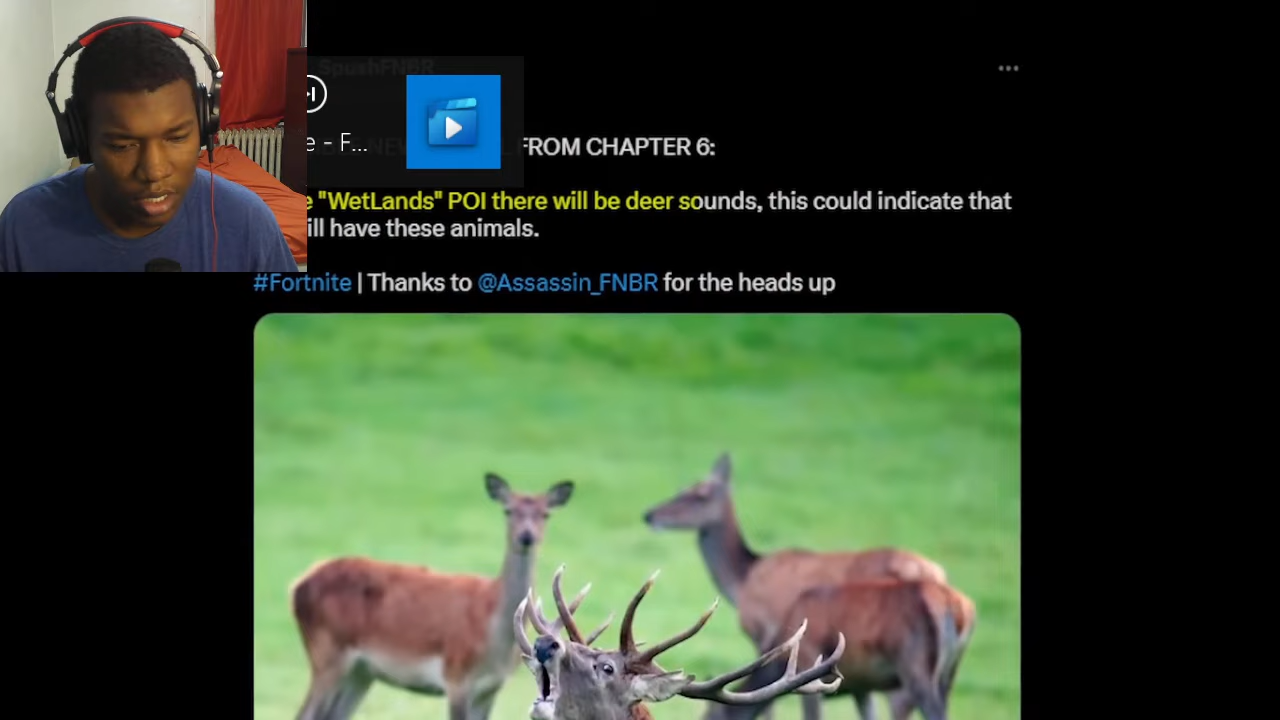 SpushFNBR
e - F...
FROM CHAPTER 6:
e "WetLands" POI there will be deer sounds, this could indicate that
ill have these animals.
#Fortnite | Thanks to @Assassin_FNBR for the heads up